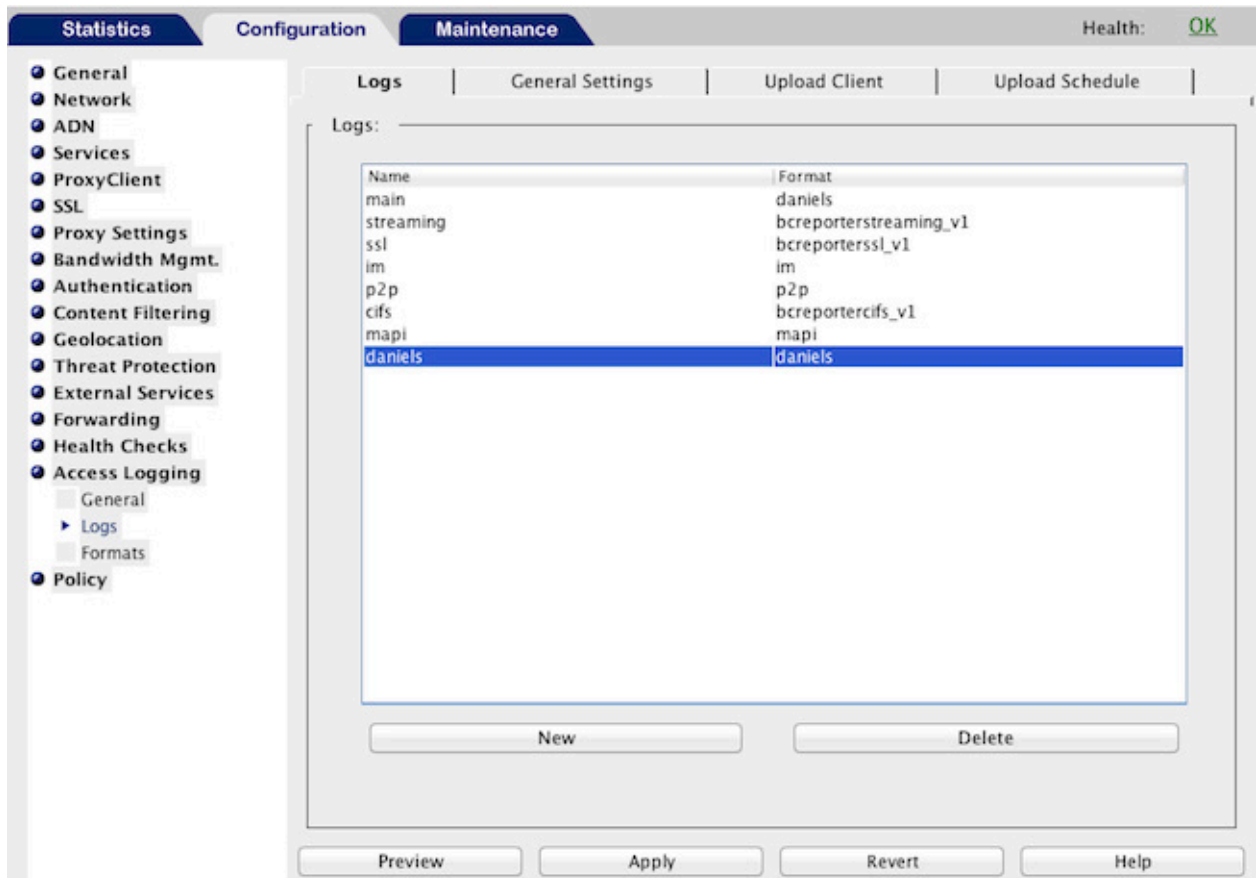 Statistics Configuration Maintenance Health: OK
General
Network
ADN
Services
ProxyClient
SSL
Proxy Settings
Bandwidth Mgmt.
Authentication
Content Filtering
Geolocation
Threat Protection
External Services
Forwarding
Health Checks
Access Logging
General
Logs
Formats
Policy
Logs General Settings Upload Client Upload Schedule
Logs:
Name Format
main daniels
streaming bcreporterstreaming_v1
ssl bcreporterssl_v1
im im
p2p p2p
cifs bcreportercifs_v1
mapi mapi
daniels daniels
New Delete
Preview Apply Revert Help